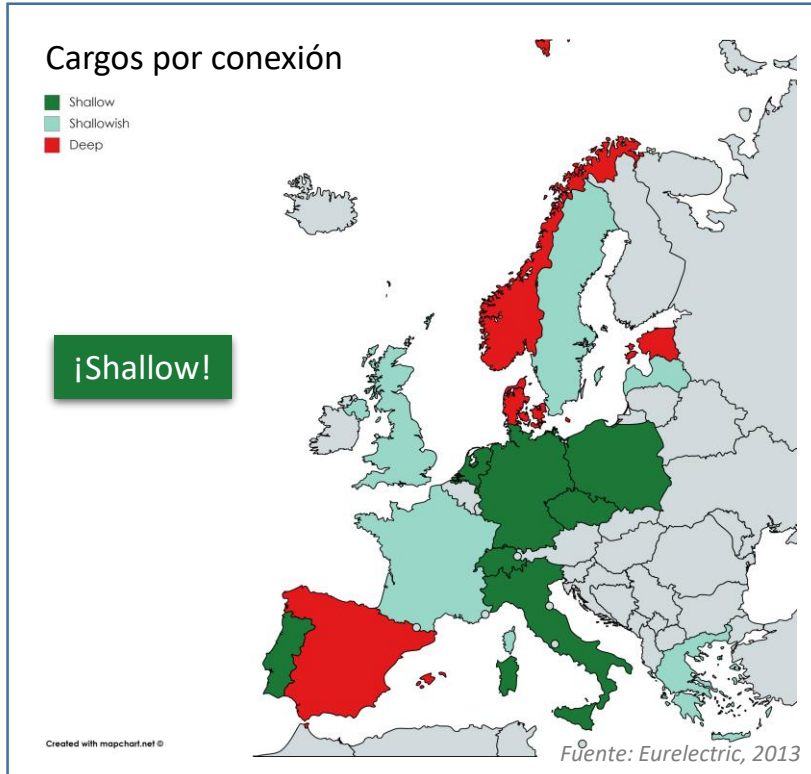 Cargos por conexión
Shallow
Shallowish
Deep
¡Shallow!
Created with mapchart.net ©
Fuente: Eurelectric, 2013